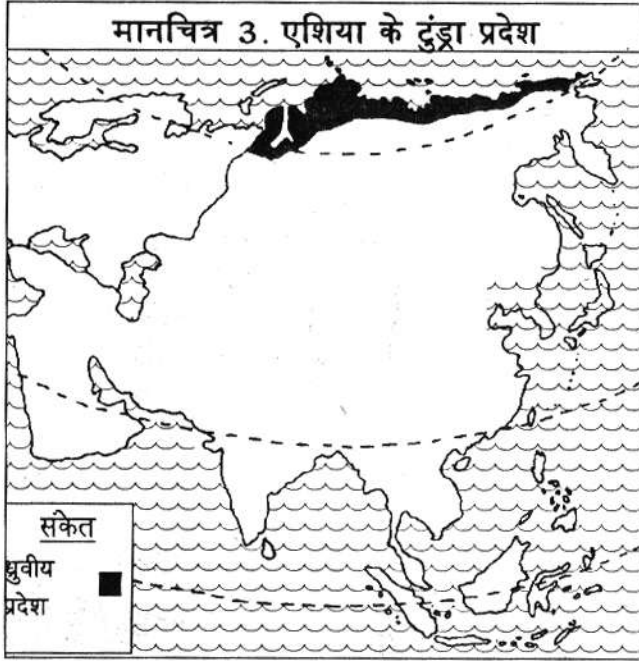 मानचित्र 3. एशिया के टुंड्रा प्रदेश
संकेत
ध्रुवीय
प्रदेश